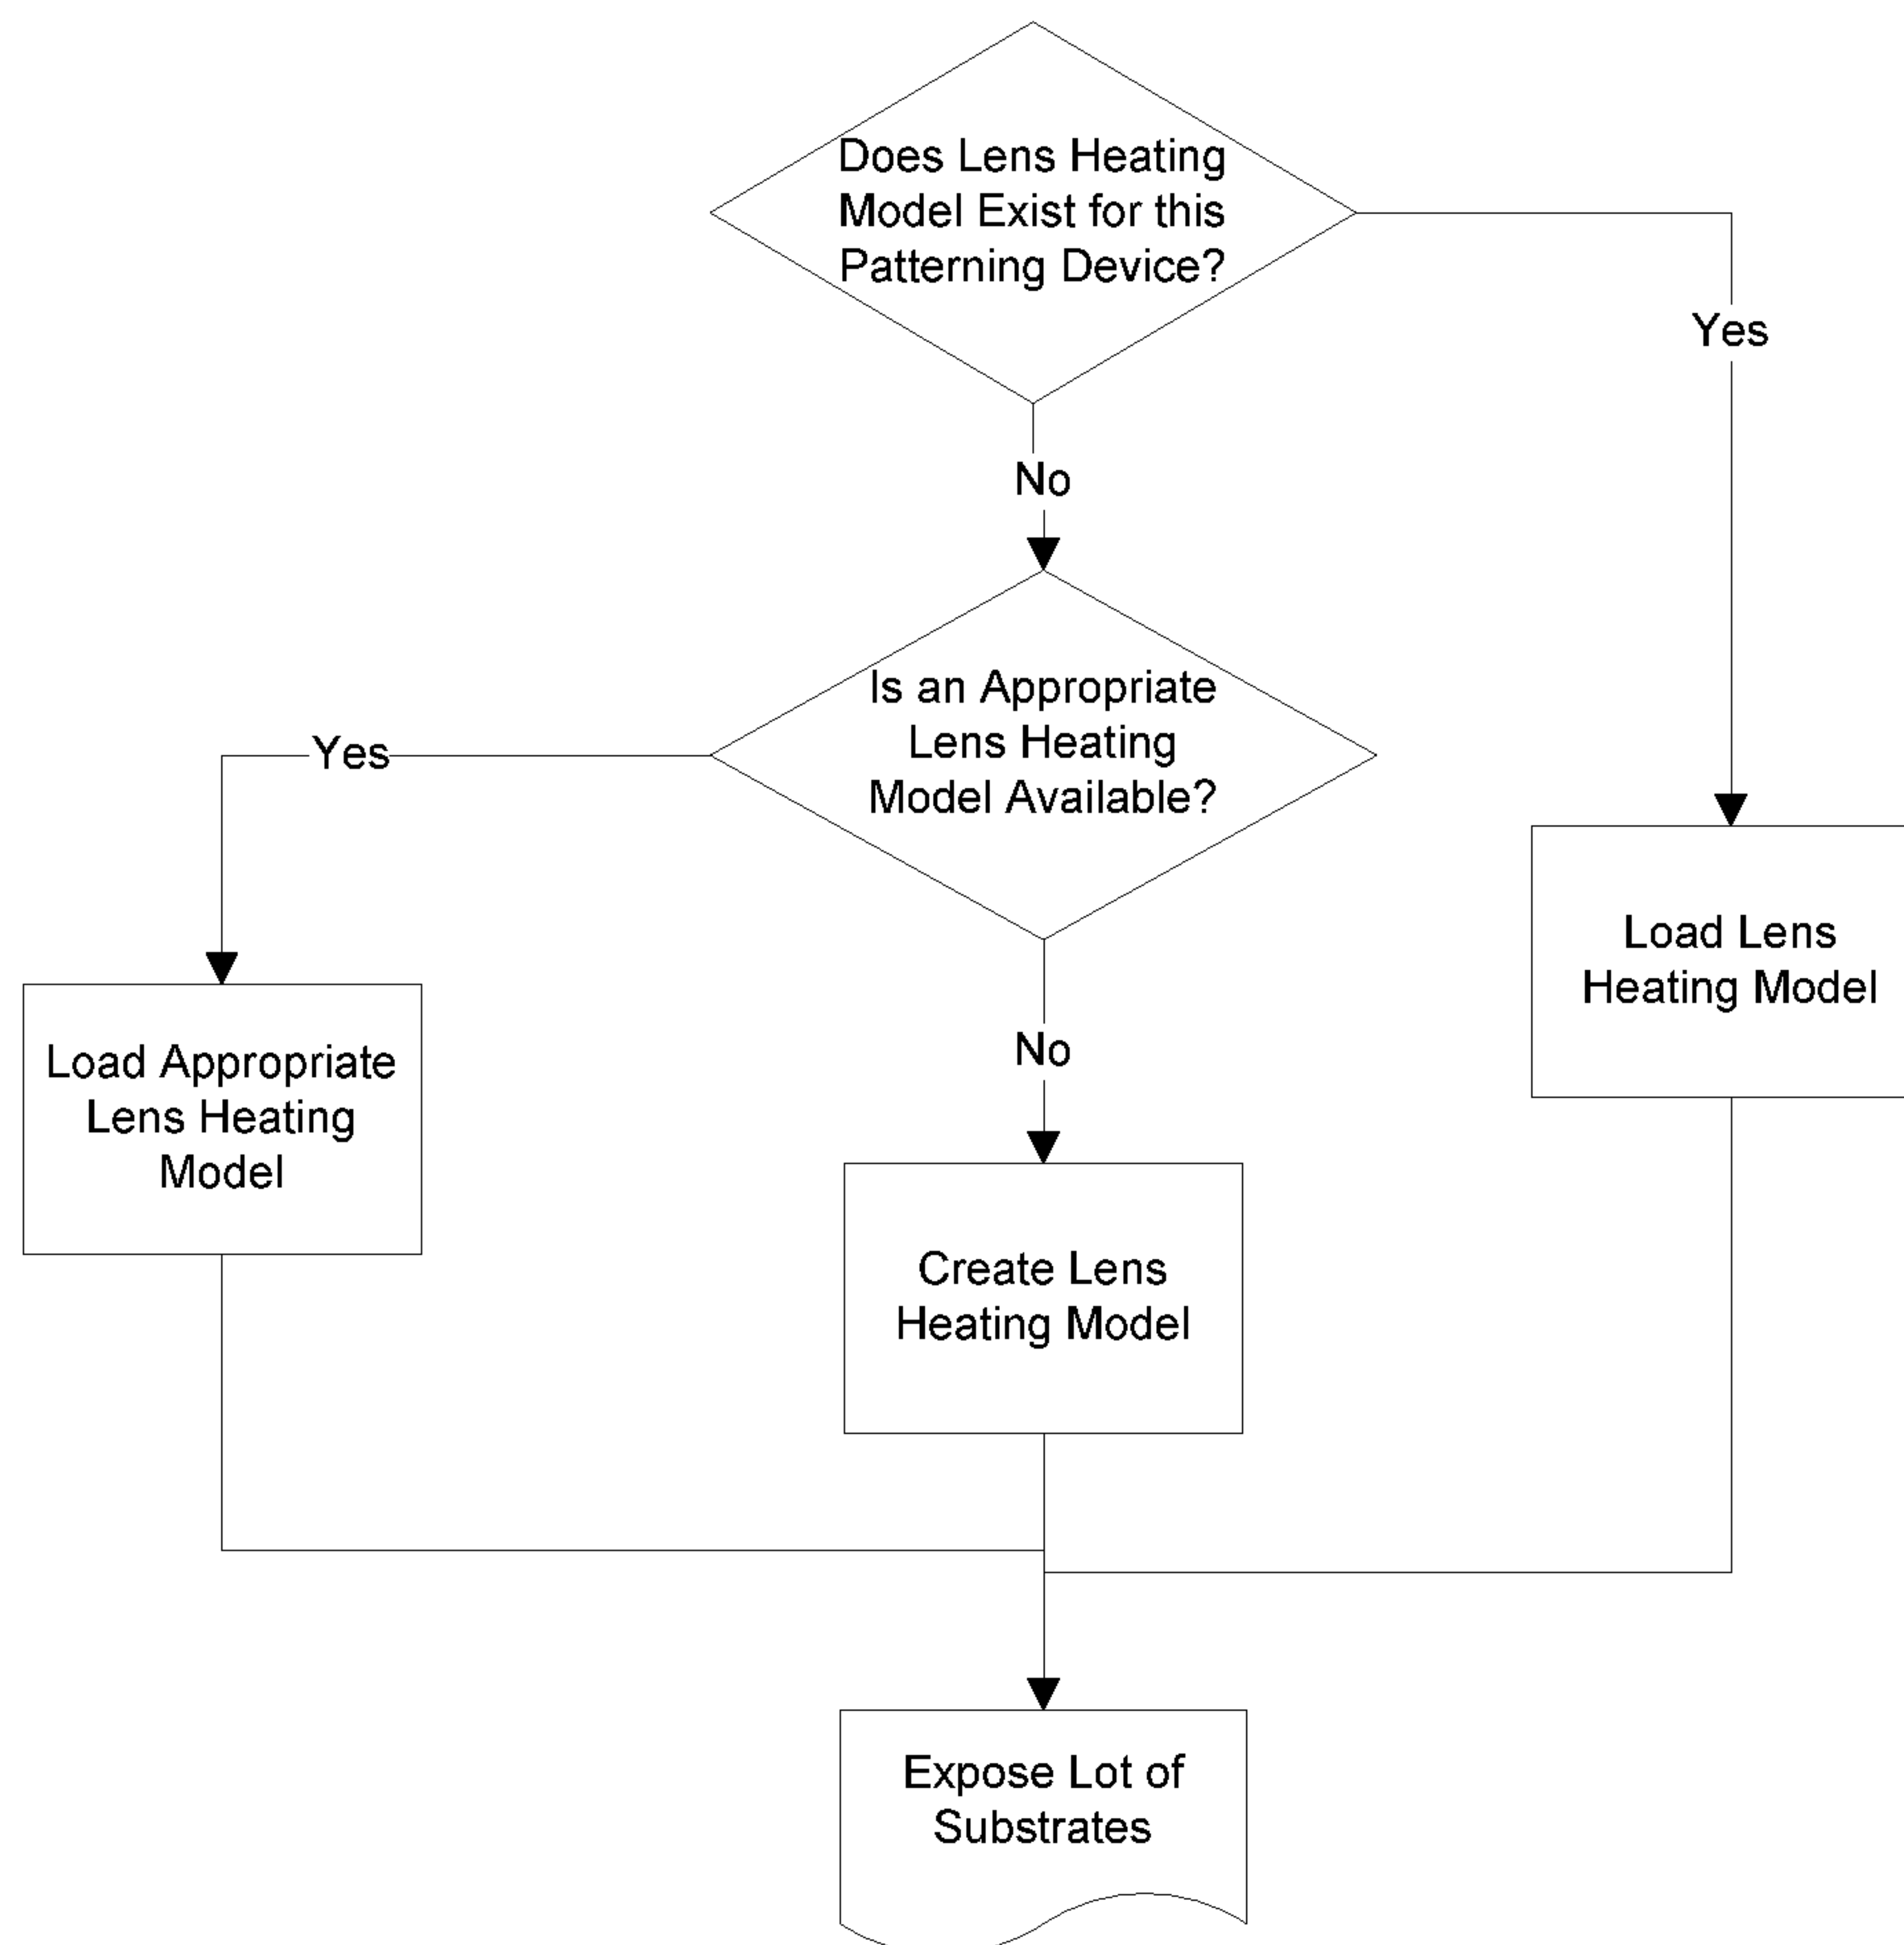 Does Lens Heating
Model Exist for this
Patterning Device?
Yes
No
Is an Appropriate
Lens Heating
Model Available?
Yes
Load Lens
Heating Model
No
Load Appropriate
Lens Heating
Model
Create Lens
Heating Model
Expose Lot of
Substrates